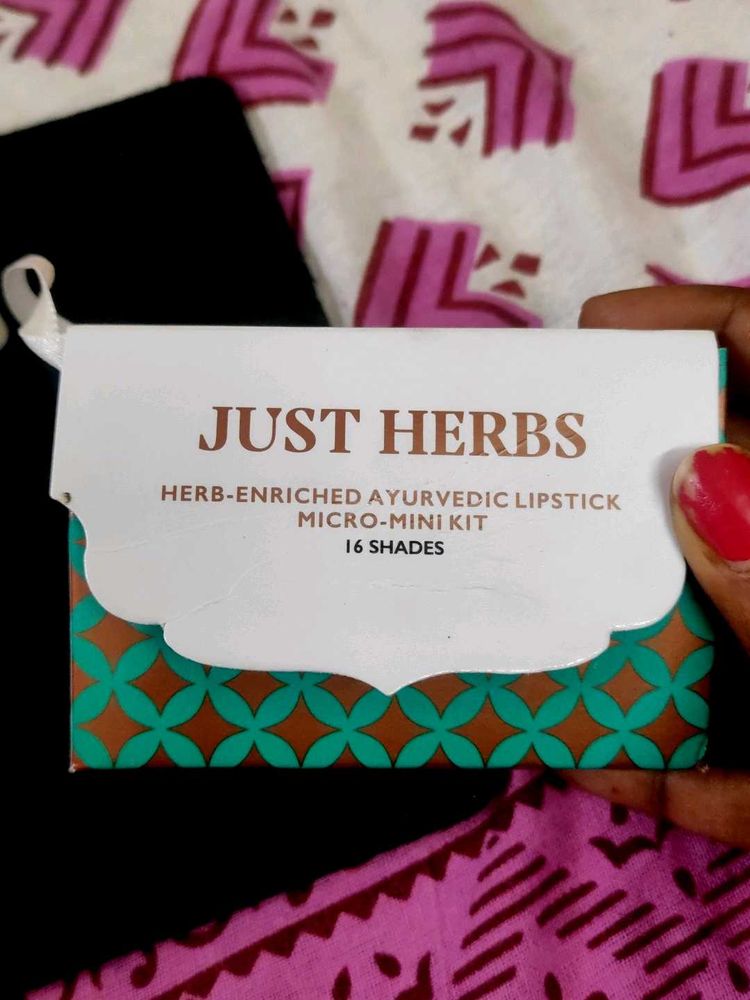 JUST HERBS
HERB-ENRICHED AYURVEDIC LIPSTICK
MICRO-MINi KIT
16 SHADES